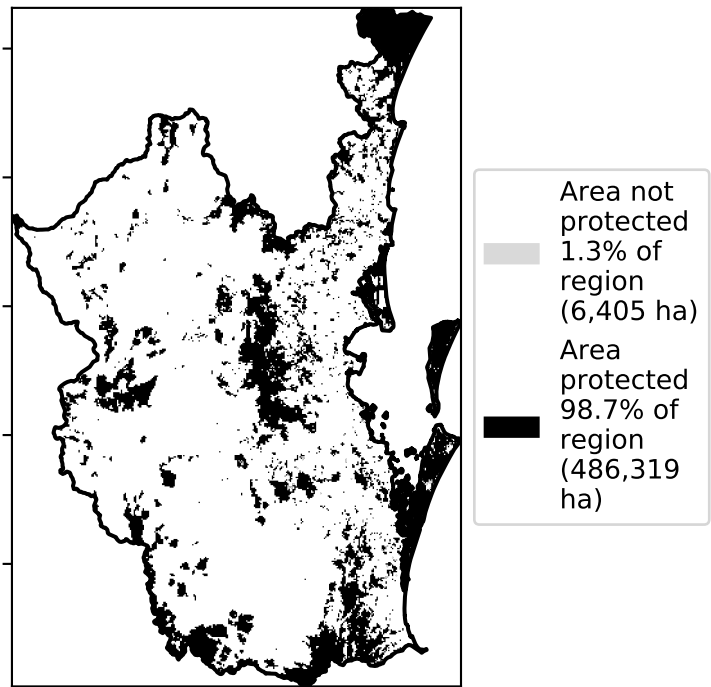 Area not
protected
1.3% of
region
(6,405 ha)
Area
protected
98.7% of
region
(486,319
ha)